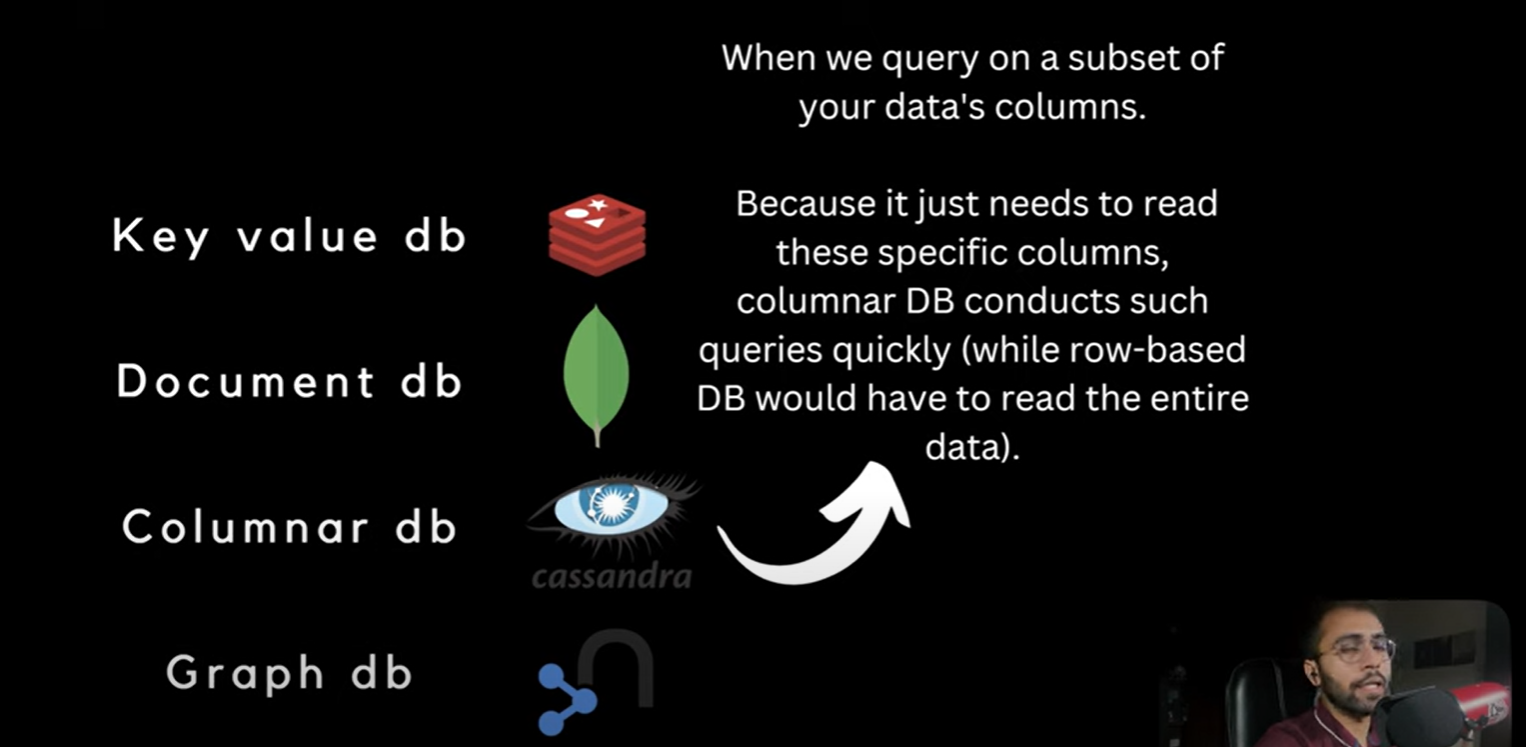 When we query on a subset of
your data's columns.
Because it just needs to read
these specific columns,
columnar DB conducts such
queries quickly (while row-based
DB would have to read the entire
data).
Key value db
Document db
Columnar db
cassandra
Graph db